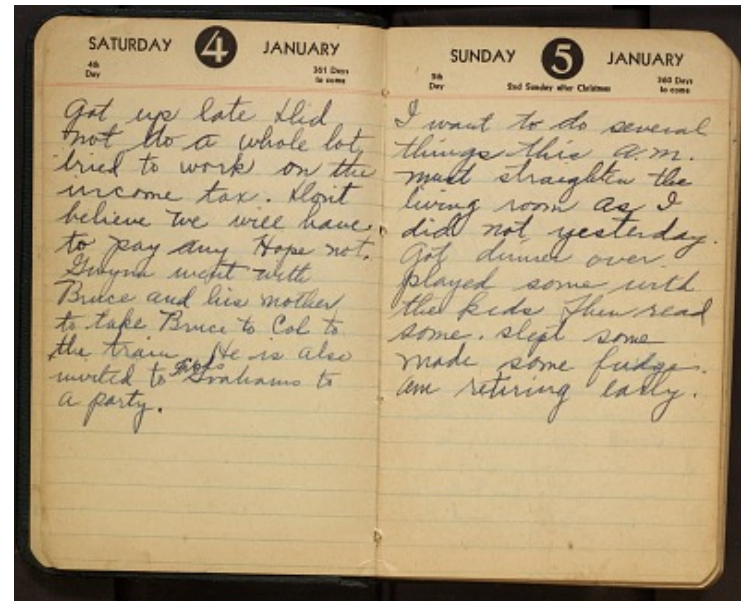 SATURDAY 4 JANUARY
4th Day
361 Days to come
Got up late Did
not do a whole lot,
tried to work on the
income tax. Don't
believe we will have
to pay any Hope not.
Gwynn went with
Bruce and his mother
to take Bruce to Col to
the train He is also
invited to Grahams to
a party.
SUNDAY 5 JANUARY
5th Day
2nd Sunday after Christmas
360 Days to come
I want to do several
things this a.m.
must straighten the
living room as I
did not yesterday.
Got dinner over
played some with
the kids Then read
some. slept some
made some fudge.
am retiring early.